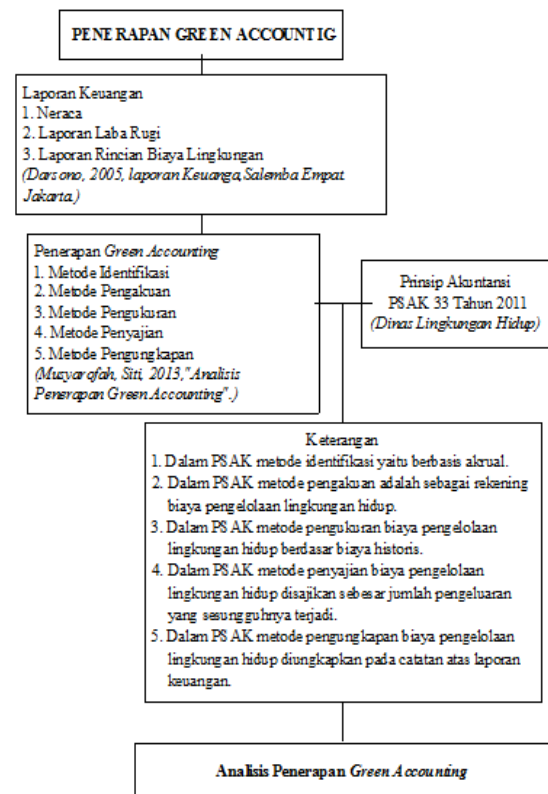 PENERAPAN GREEN ACCOUNTIG
Laporan Keuangan
1. Neraca
2. Laporan Laba Rugi
3. Laporan Rincian Biaya Lingkungan
(Darsono, 2005, laporan Keuanga,Salemba Empat.
Jakarta.)
Penerapan Green Accounting
1. Metode Identifikasi
2. Metode Pengakuan
3. Metode Pengukuran
4. Metode Penyajian
5. Metode Pengungkapan
(Musyarofah, Siti, 2013,"Analisis
Penerapan Green Accounting".)
Prinsip Akuntansi
PSAK 33 Tahun 2011
(Dinas Lingkungan Hidup)
Keterangan
1. Dalam PSAK metode identifikasi yaitu berbasis akrual.
2. Dalam PSAK metode pengakuan adalah sebagai rekening
biaya pengelolaan lingkungan hidup.
3. Dalam PSAK metode pengukuran biaya pengelolaan
lingkungan hidup berdasar biaya historis.
4. Dalam PSAK metode penyajian biaya pengelolaan
lingkungan hidup disajikan sebesar jumlah pengeluaran
yang sesungguhnya terjadi.
5. Dalam PSAK metode pengungkapan biaya pengelolaan
lingkungan hidup diungkapkan pada catatan atas laporan
keuangan.
Analisis Penerapan Green Accounting